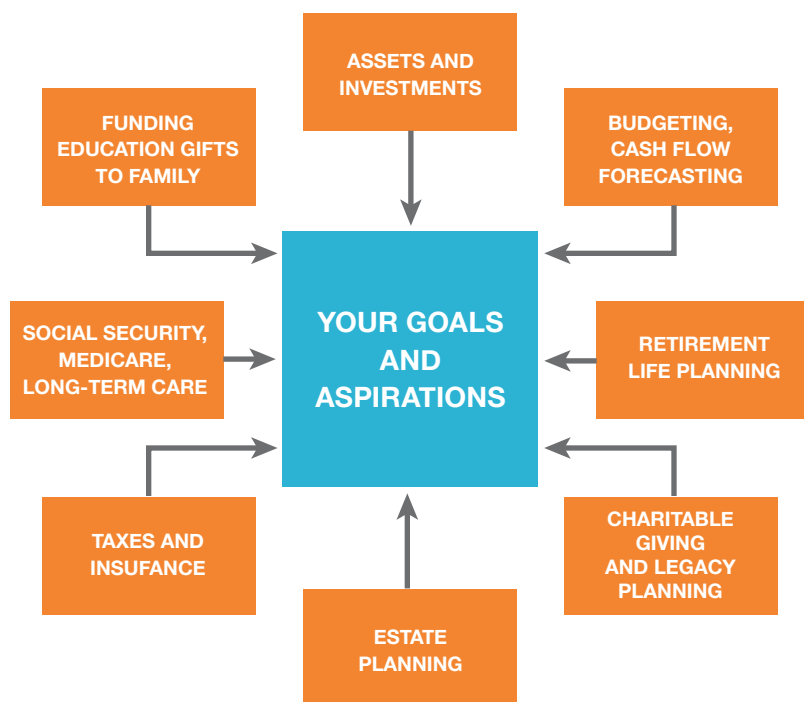 ASSETS AND
INVESTMENTS
FUNDING
EDUCATION GIFTS
TO FAMILY
BUDGETING,
CASH FLOW
FORECASTING
YOUR GOALS
AND
ASPIRATIONS
SOCIAL SECURITY,
MEDICARE,
LONG-TERM CARE
RETIREMENT
LIFE PLANNING
TAXES AND
INSUFANCE
CHARITABLE
GIVING
AND LEGACY
PLANNING
ESTATE
PLANNING